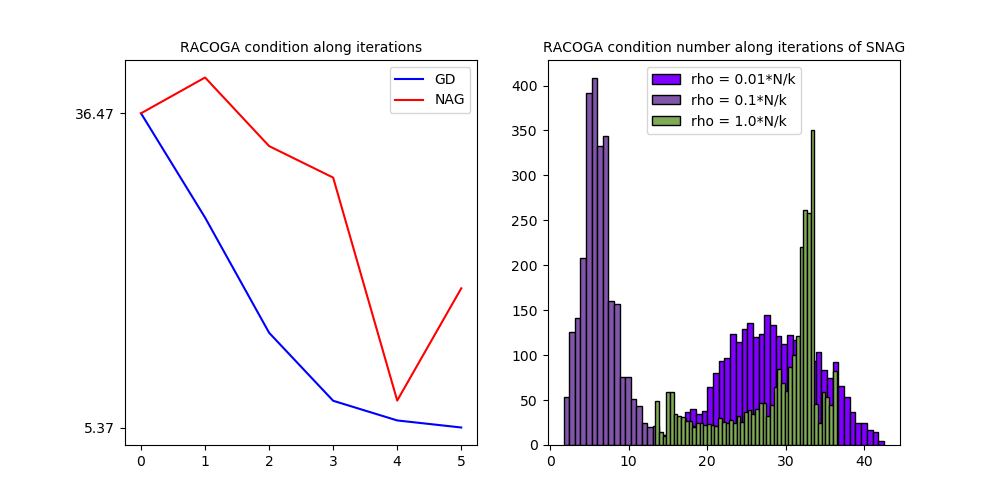 RACOGA condition along iterations
36.47
5.37
0 1 2 3 4 5
GD
NAG
RACOGA condition number along iterations of SNAG
400
350
300
250
200
150
100
50
0
0 10 20 30 40
rho = 0.01*N/k
rho = 0.1*N/k
rho = 1.0*N/k